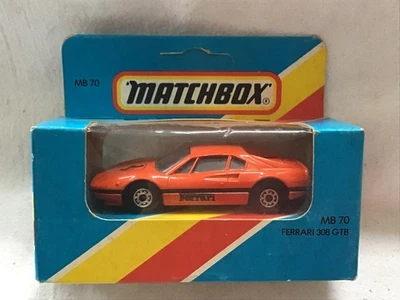 MB 70
MATCHBOX®
Ferrari
MB 70
FERRARI 308 GTB